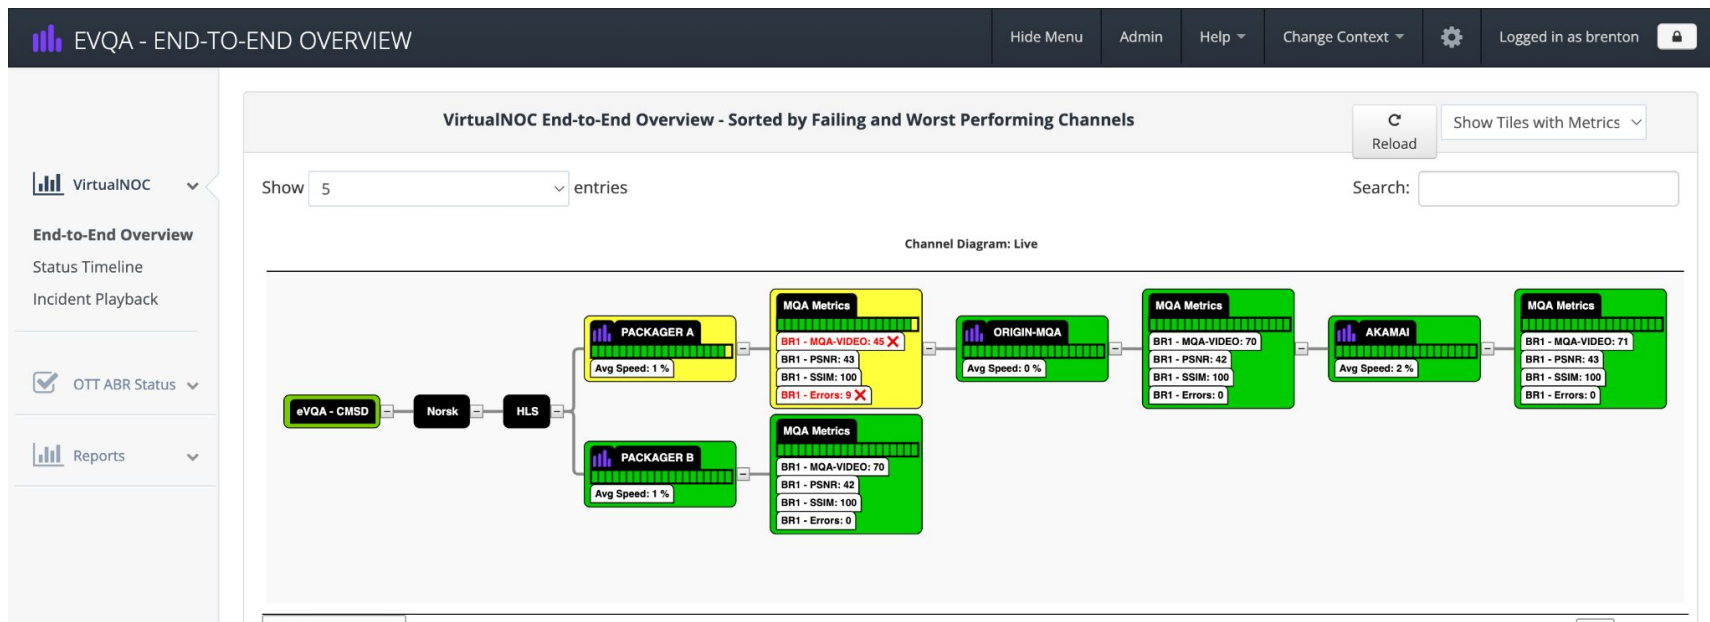 EVQA - END-TO-END OVERVIEW
Hide Menu
Admin
Help
Change Context
Logged in as brenton
VirtualNOC
End-to-End Overview
Status Timeline
Incident Playback
OTT ABR Status
Reports
VirtualNOC End-to-End Overview - Sorted by Failing and Worst Performing Channels
Reload
Show Tiles with Metrics
Show 5 entries
Search:
Channel Diagram: Live
eVQA - CMSD
Norsk
HLS
PACKAGER A
Avg Speed: 1 %
MQA Metrics
BR1 - MQA-VIDEO: 45
BR1 - PSNR: 43
BR1 - SSIM: 100
BR1 - Errors: 9
ORIGIN-MQA
Avg Speed: 0 %
MQA Metrics
BR1 - MQA-VIDEO: 70
BR1 - PSNR: 42
BR1 - SSIM: 100
BR1 - Errors: 0
AKAMAI
Avg Speed: 2 %
MQA Metrics
BR1 - MQA-VIDEO: 71
BR1 - PSNR: 43
BR1 - SSIM: 100
BR1 - Errors: 0
PACKAGER B
Avg Speed: 1 %
MQA Metrics
BR1 - MQA-VIDEO: 70
BR1 - PSNR: 42
BR1 - SSIM: 100
BR1 - Errors: 0